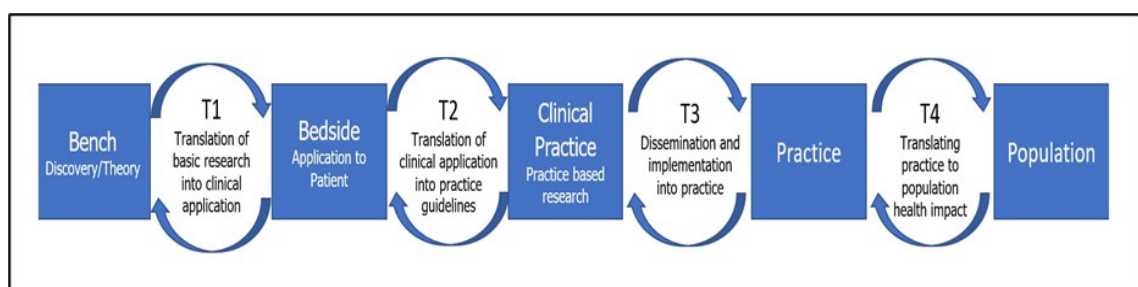 Bench
Discovery/Theory
T1
Translation of
basic research
into clinical
application
Bedside
Application to
Patient
T2
Translation of
clinical application
into practice
guidelines
Clinical
Practice
Practice based
research
T3
Dissemination and
implementation
into practice
Practice
T4
Translating
practice to
population
health impact
Population